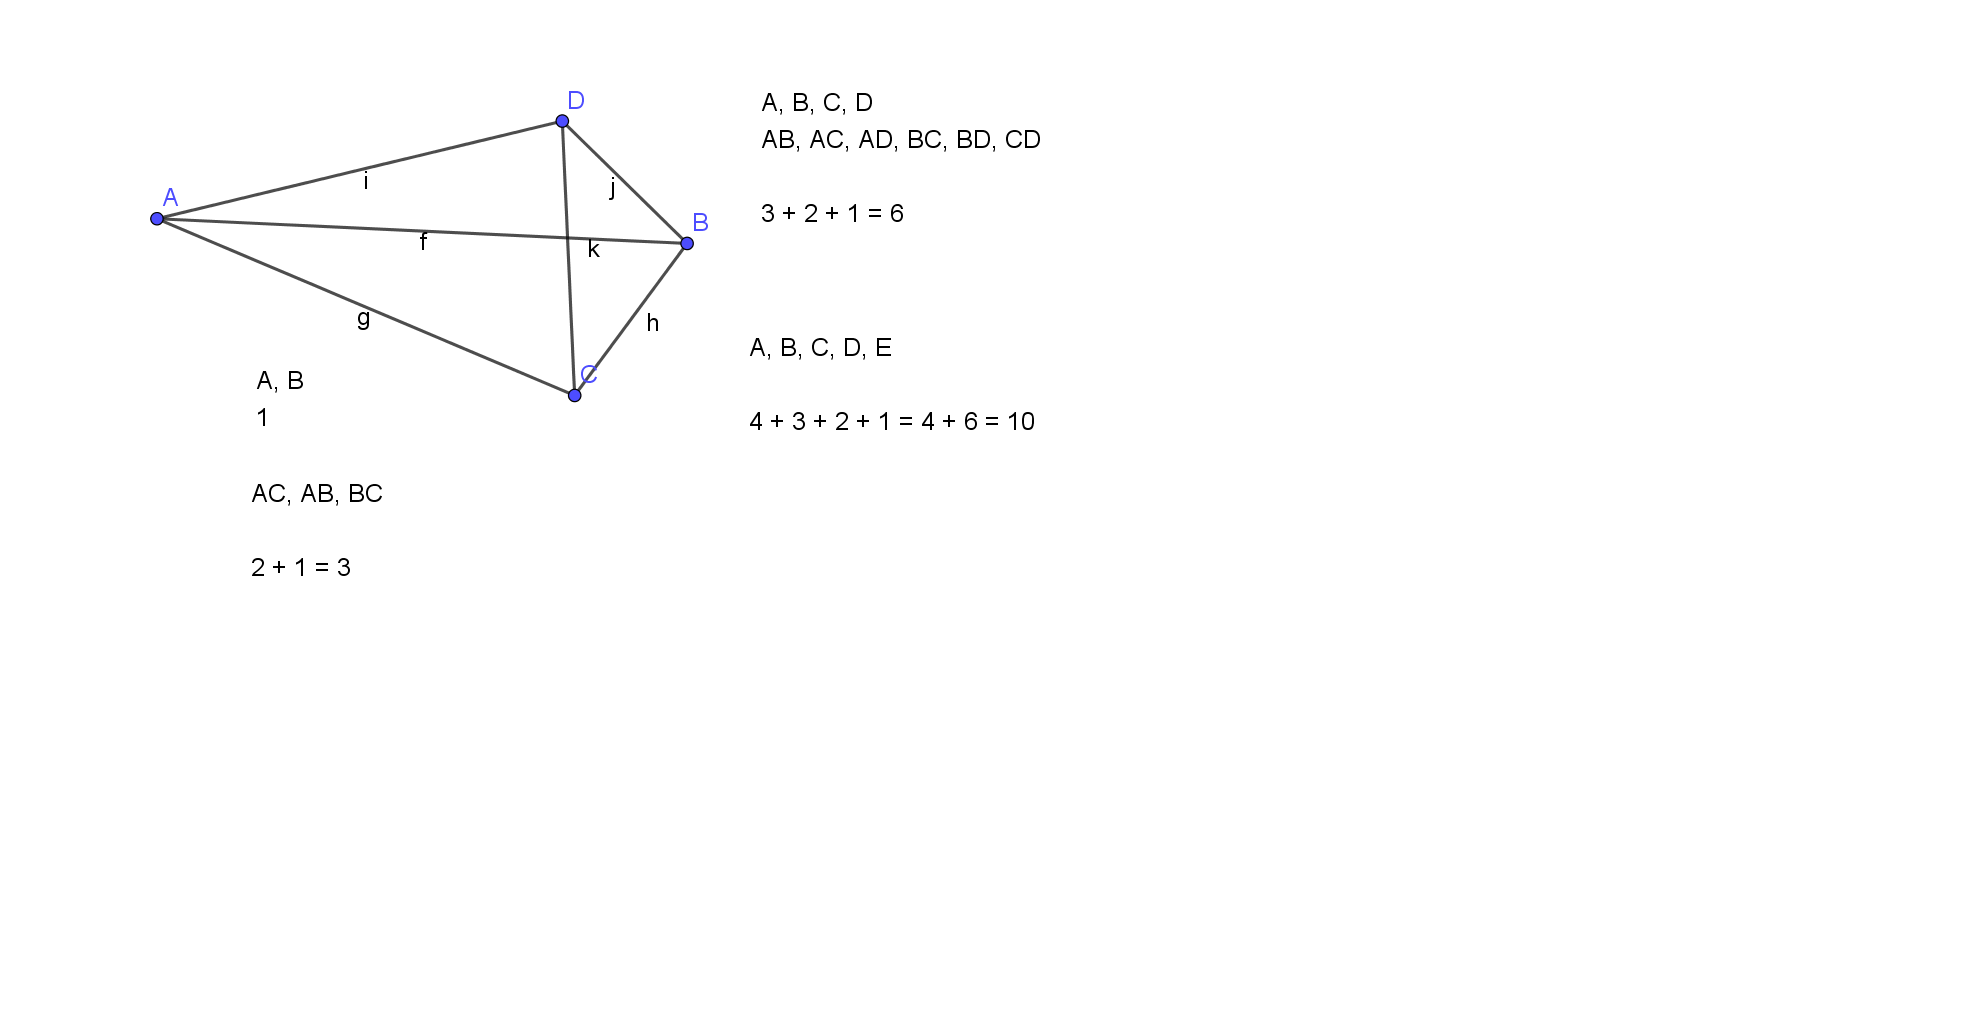 D
A
i
j
B
f
k
g
h
C
A, B
1
AC, AB, BC
2 + 1 = 3
A, B, C, D
AB, AC, AD, BC, BD, CD
3 + 2 + 1 = 6
A, B, C, D, E
4 + 3 + 2 + 1 = 4 + 6 = 10